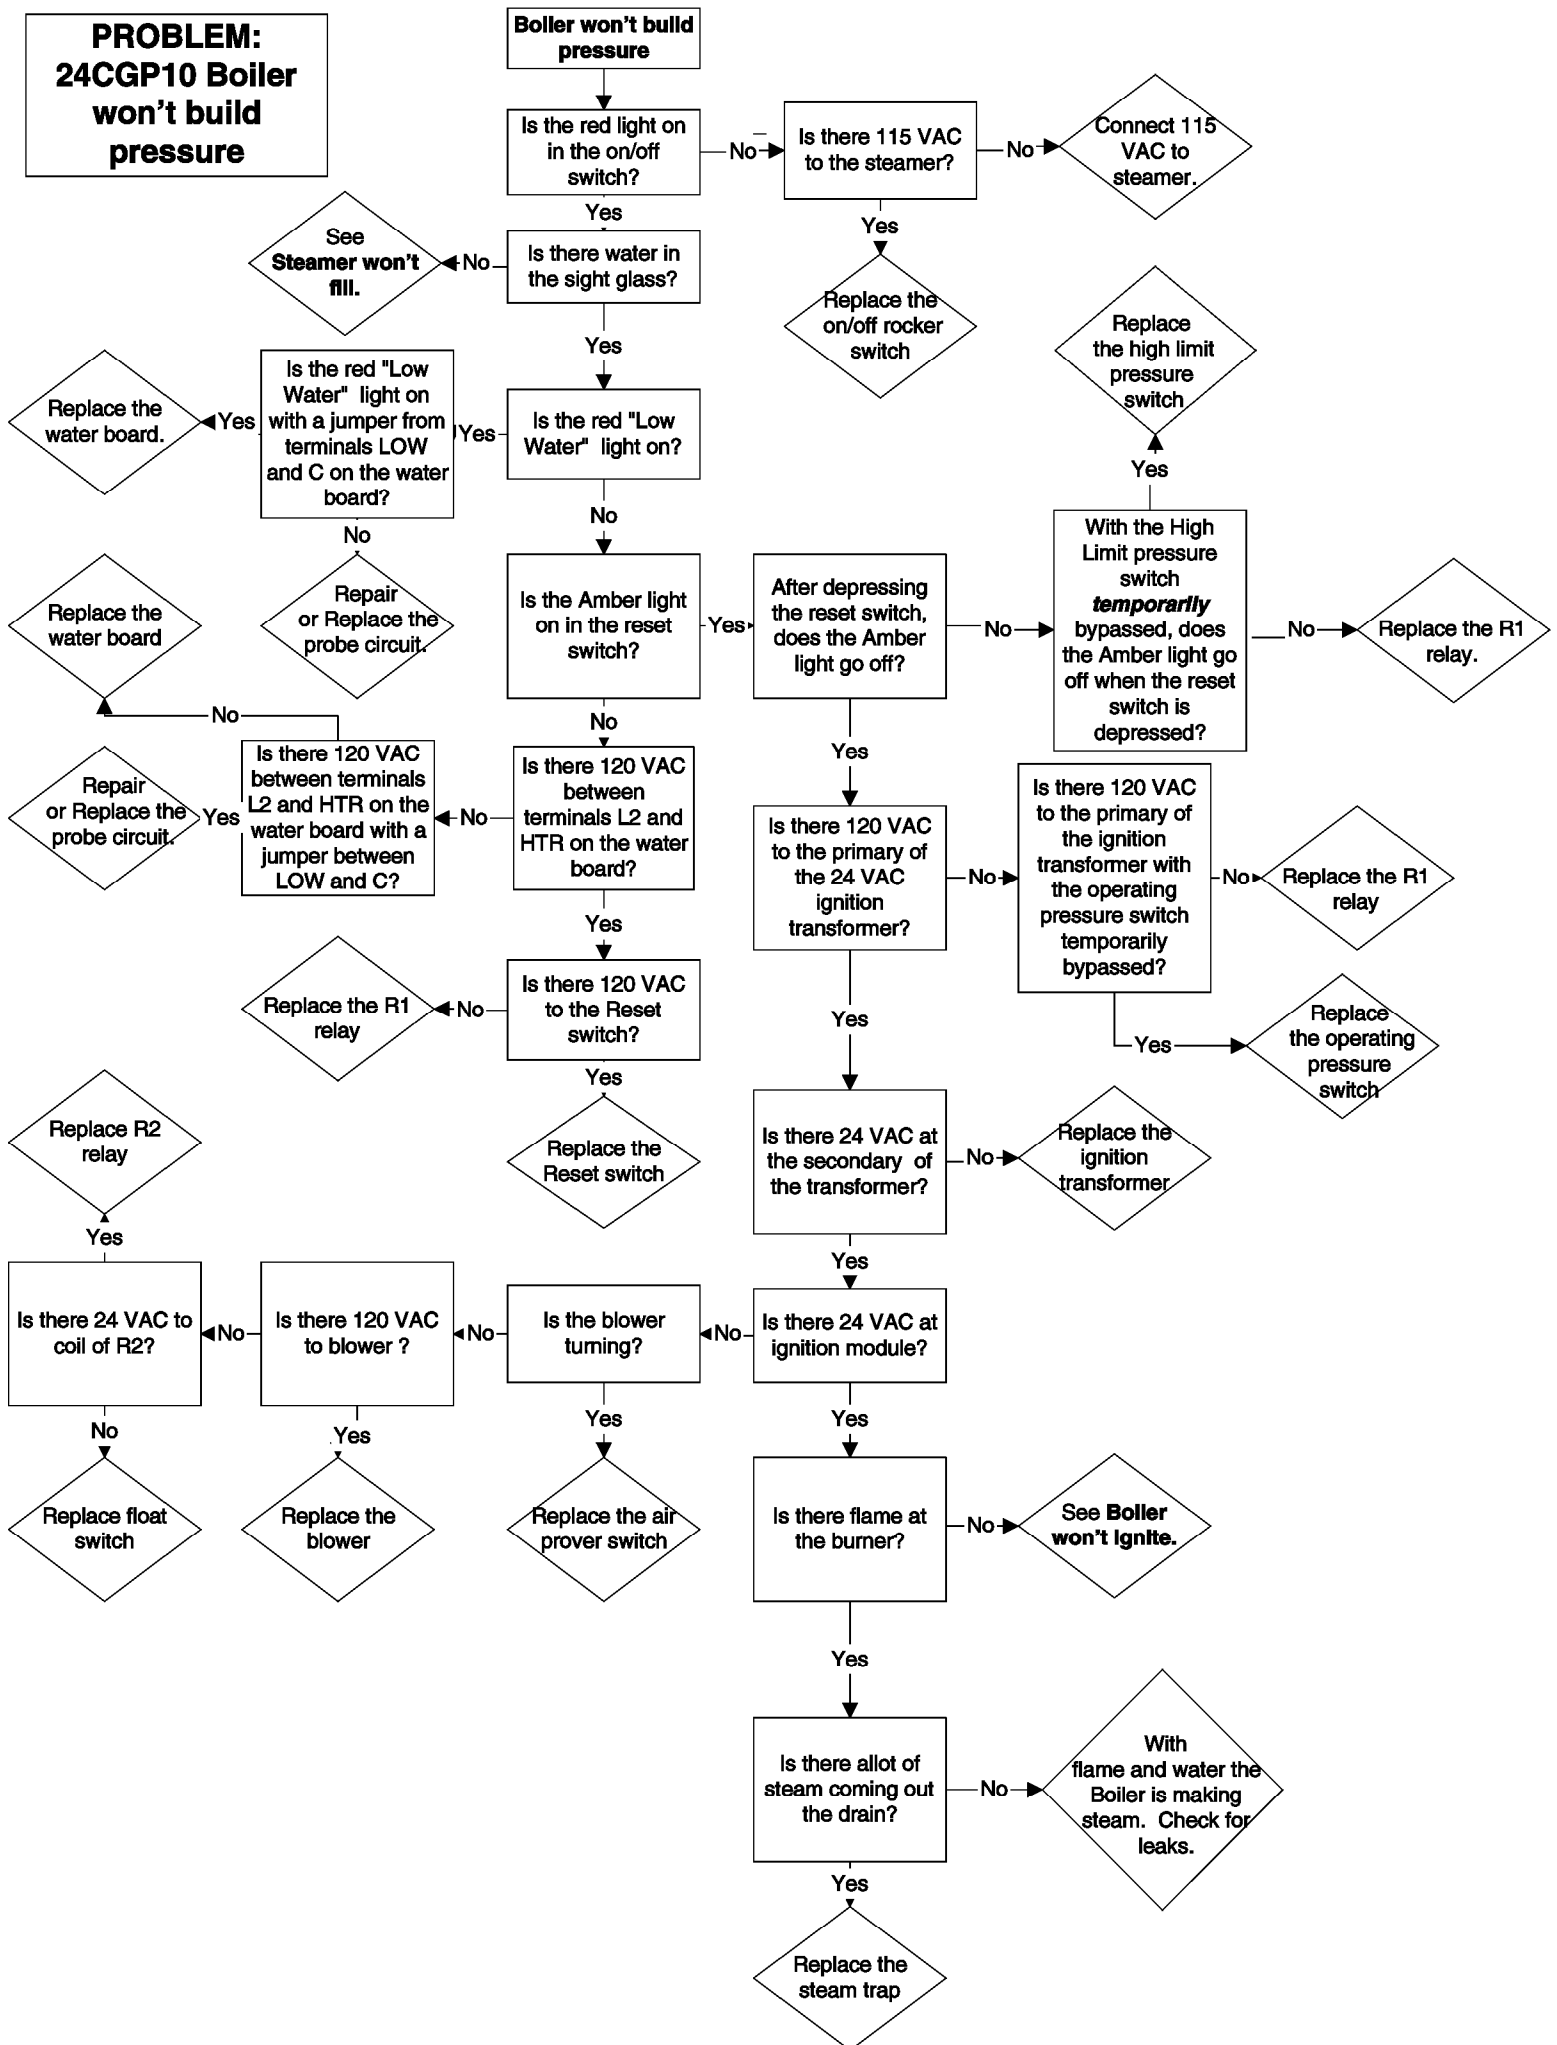 PROBLEM:
24CGP10 Boiler
won't build
pressure
Boiler won't build
pressure
Is the red light on
in the on/off
switch?
No
Is there 115 VAC
to the steamer?
No
Connect 115
VAC to
steamer.
Yes
Yes
Replace the
on/off rocker
switch
See
Steamer won't
fill.
No
Is there water in
the sight glass?
Yes
Replace
the high limit
pressure
switch
Yes
Replace the
water board.
Yes
Is the red "Low
Water" light on
with a jumper from
terminals LOW
and C on the water
board?
Yes
Is the red "Low
Water" light on?
No
No
Repair
or Replace the
probe circuit.
Is the Amber light
on in the reset
switch?
Yes
After depressing
the reset switch,
does the Amber
light go off?
No
With the High
Limit pressure
switch
temporarily
bypassed, does
the Amber light go
off when the reset
switch is
depressed?
No
Replace the R1
relay.
Replace the
water board
No
No
Yes
Repair
or Replace the
probe circuit.
Yes
Is there 120 VAC
between terminals
L2 and HTR on the
water board with a
jumper between
LOW and C?
No
Is there 120 VAC
between
terminals L2 and
HTR on the water
board?
Is there 120 VAC
to the primary of
the 24 VAC
ignition
transformer?
No
Is there 120 VAC
to the primary of
the ignition
transformer with
the operating
pressure switch
temporarily
bypassed?
No
Replace the R1
relay
Yes
Replace the R1
relay
No
Is there 120 VAC
to the Reset
switch?
Yes
Yes
Replace
the operating
pressure
switch
Yes
Replace the
Reset switch
Replace R2
relay
Is there 24 VAC at
the secondary of
the transformer?
No
Replace the
ignition
transformer
Yes
Yes
Is there 24 VAC to
coil of R2?
No
Is there 120 VAC
to blower ?
No
Is the blower
turning?
No
Is there 24 VAC at
ignition module?
No
Yes
Yes
Yes
Replace float
switch
Replace the
blower
Replace the air
prover switch
Is there flame at
the burner?
No
See Boiler
won't ignite.
Yes
Is there allot of
steam coming out
the drain?
No
With
flame and water the
Boiler is making
steam. Check for
leaks.
Yes
Replace the
steam trap